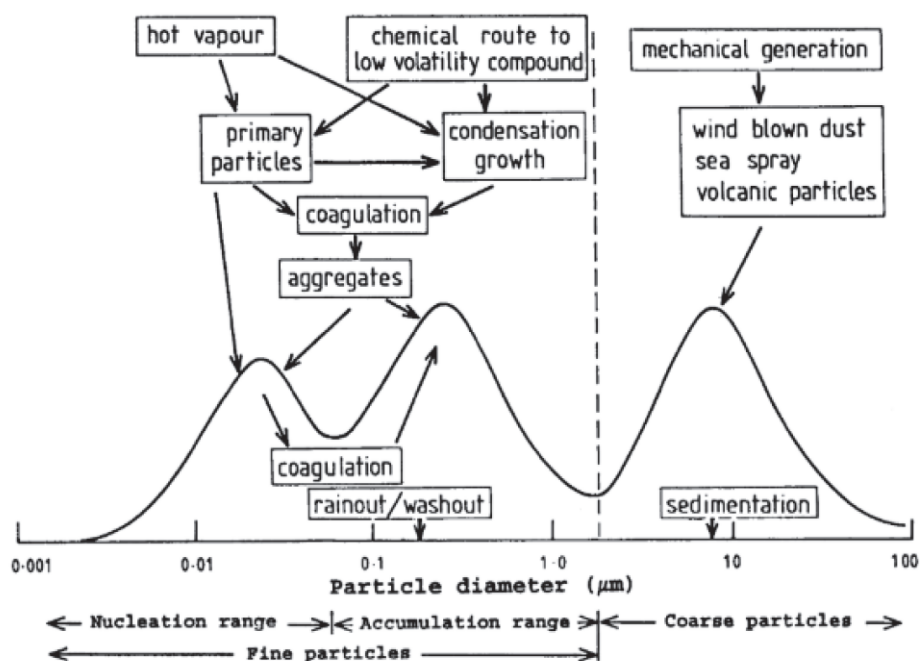 hot vapour
chemical route to
low volatility compound
mechanical generation
primary
particles
condensation
growth
wind blown dust
sea spray
volcanic particles
coagulation
aggregates
coagulation
rainout/washout
sedimentation
0·001
0·01
0·1
1·0
10
100
Particle diameter (μm)
Nucleation range
Accumulation range
Coarse particles
Fine particles